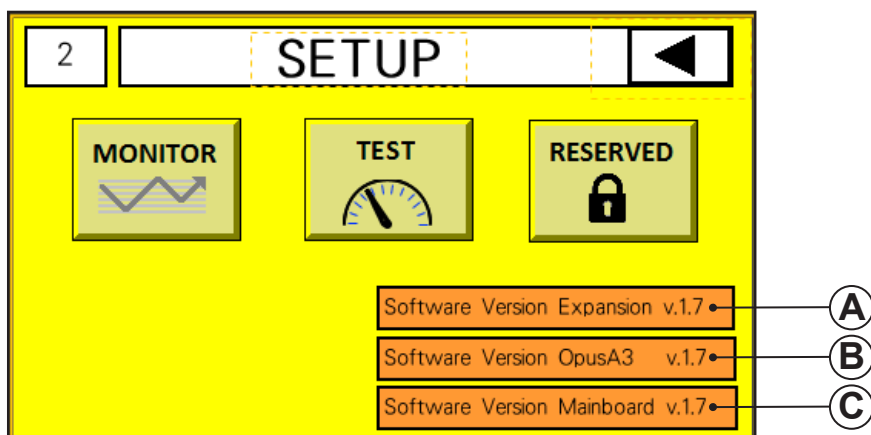 2 SETUP
MONITOR TEST RESERVED
Software Version Expansion v.1.7 A
Software Version OpusA3 v.1.7 B
Software Version Mainboard v.1.7 C